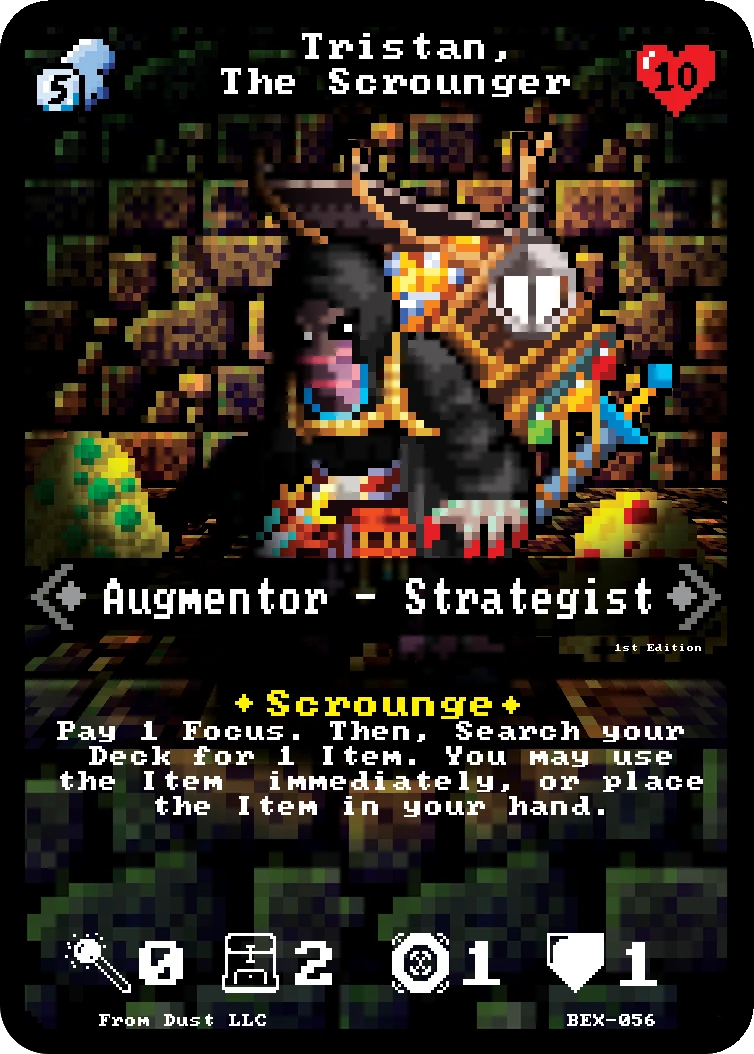 Tristan,
The Scrounger
5
10
Augmentor - Strategist
1st Edition
Scrounge
Pay 1 Focus. Then, Search your
Deck for 1 Item. You may use
the Item immediately, or place
the Item in your hand.
0 2 1 1
From Dust LLC BEX-056